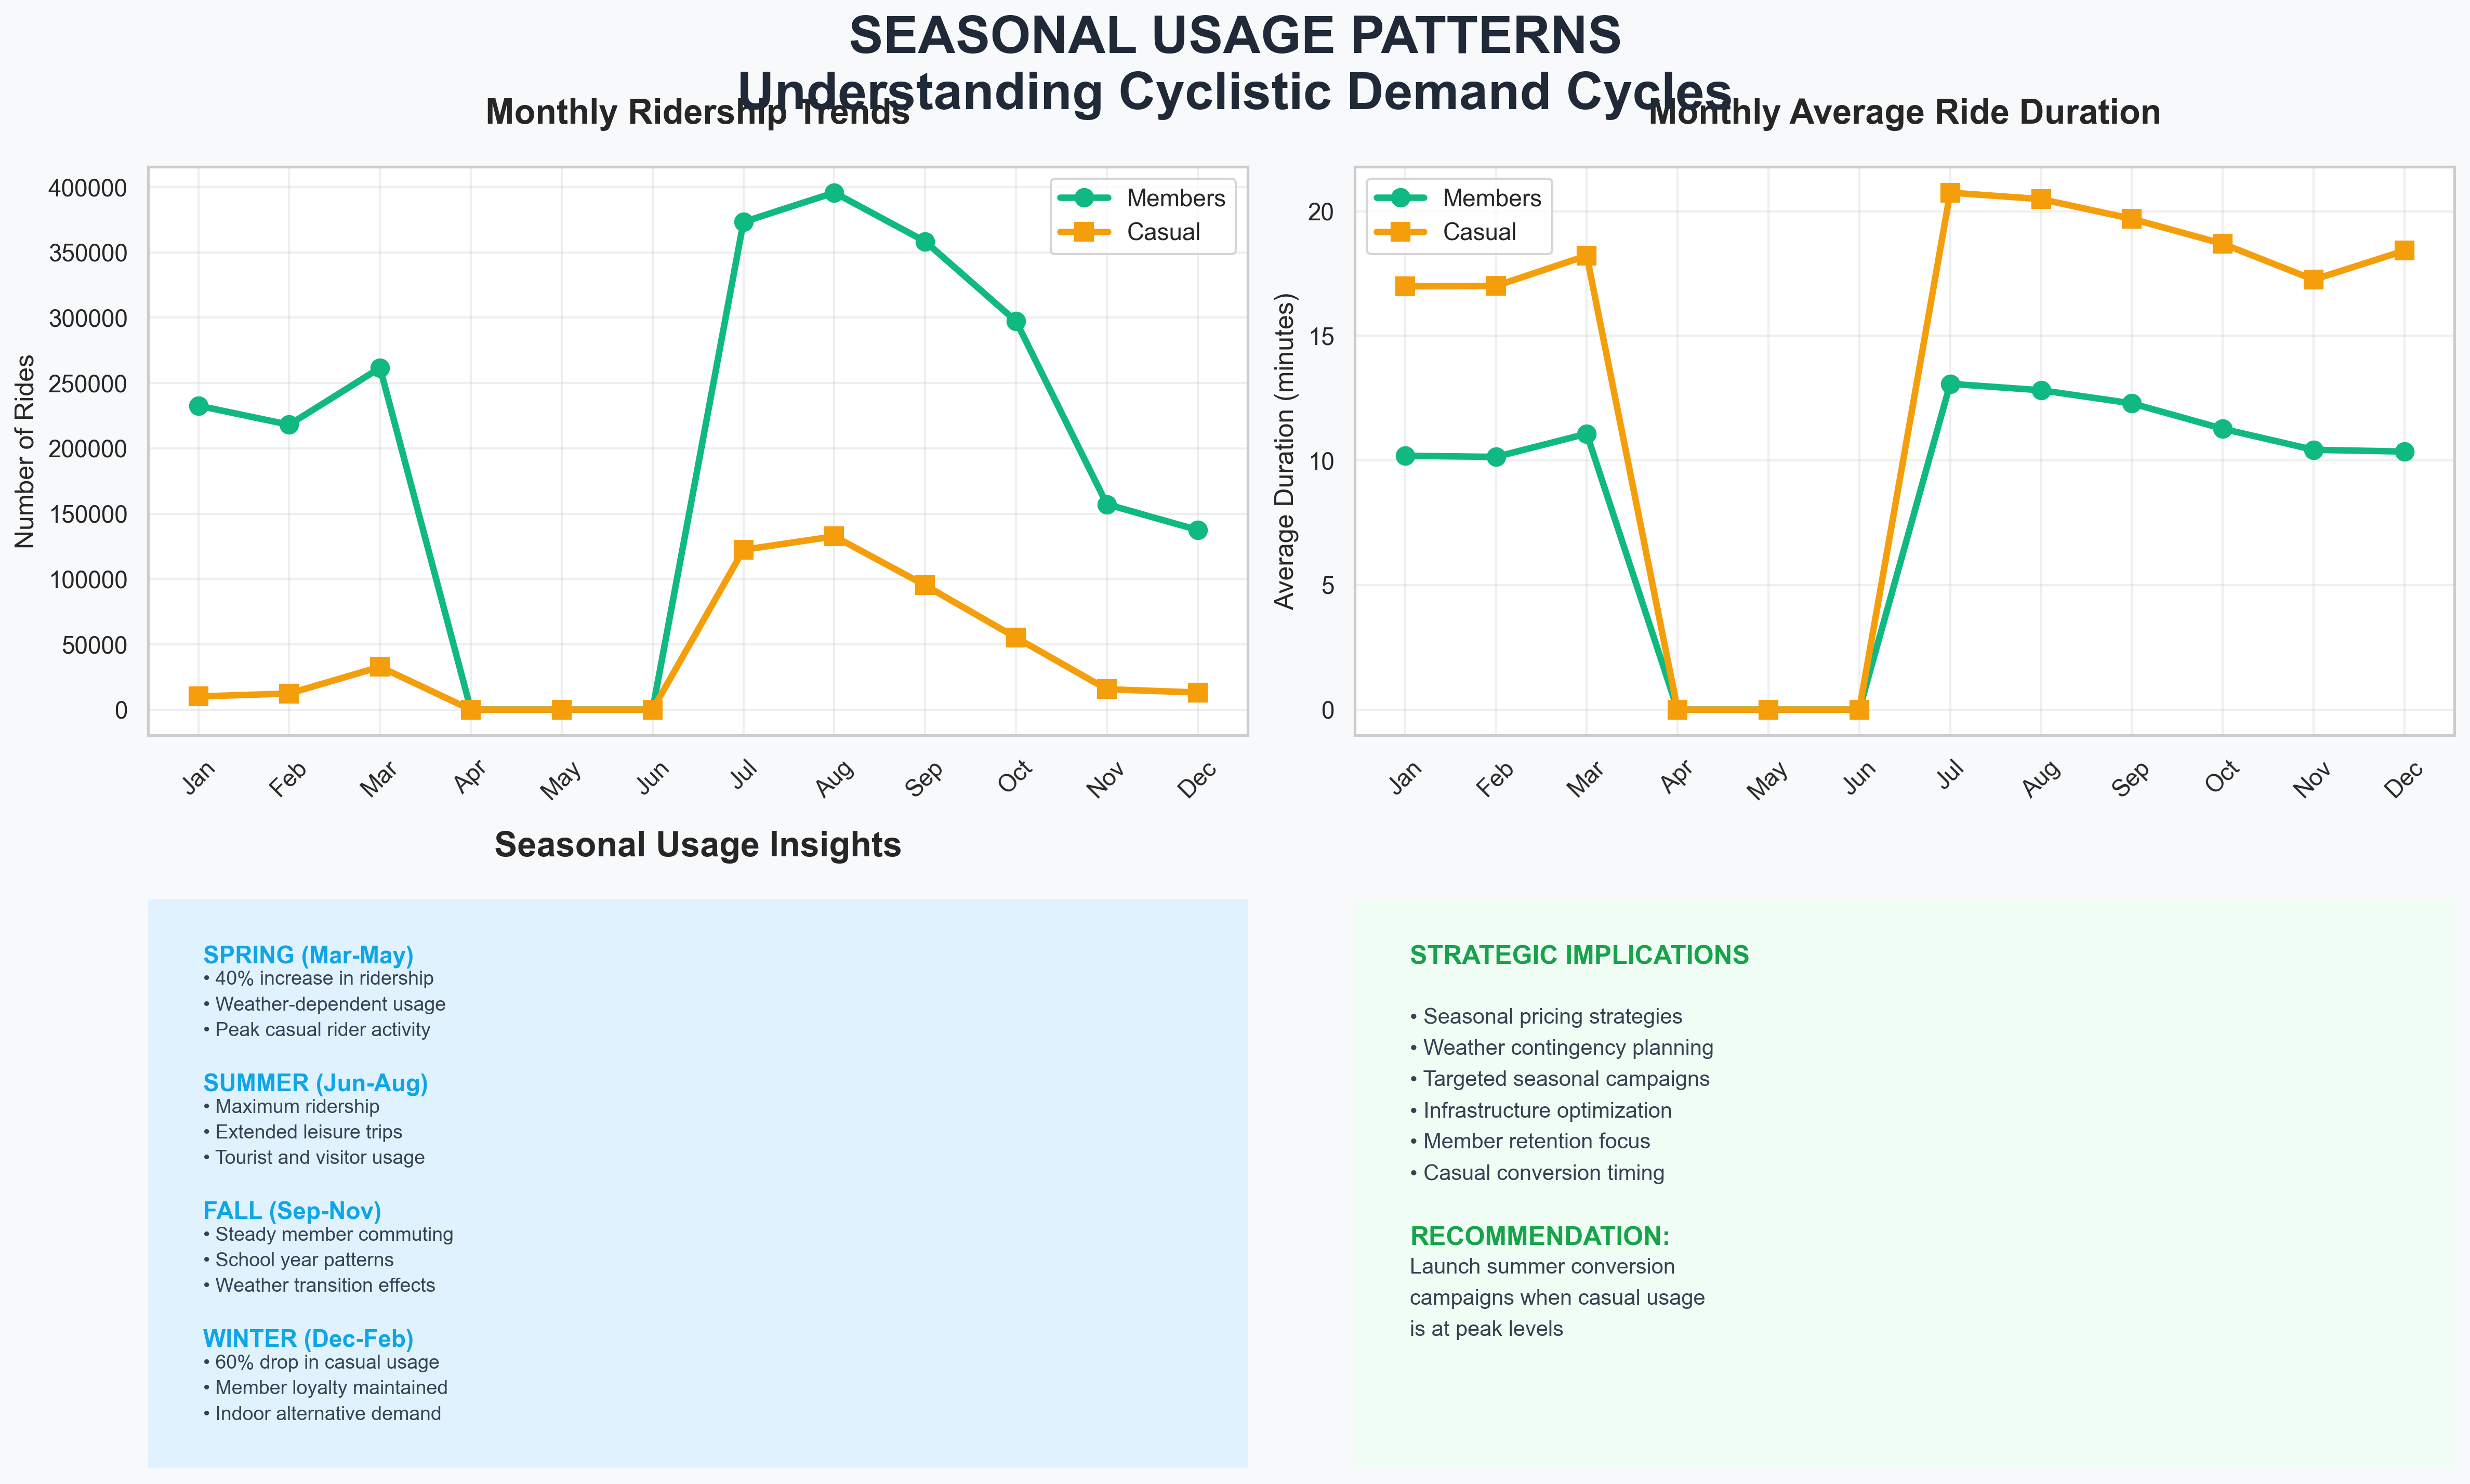 SEASONAL USAGE PATTERNS
Understanding Cyclistic Demand Cycles
Monthly Ridership Trends
Number of Rides
400000
350000
300000
250000
200000
150000
100000
50000
0
Members
Casual
Jan
Feb
Mar
Apr
May
Jun
Jul
Aug
Sep
Oct
Nov
Dec
Monthly Average Ride Duration
Average Duration (minutes)
20
15
10
5
0
Members
Casual
Jan
Feb
Mar
Apr
May
Jun
Jul
Aug
Sep
Oct
Nov
Dec
Seasonal Usage Insights
SPRING (Mar-May)
• 40% increase in ridership
• Weather-dependent usage
• Peak casual rider activity
SUMMER (Jun-Aug)
• Maximum ridership
• Extended leisure trips
• Tourist and visitor usage
FALL (Sep-Nov)
• Steady member commuting
• School year patterns
• Weather transition effects
WINTER (Dec-Feb)
• 60% drop in casual usage
• Member loyalty maintained
• Indoor alternative demand
STRATEGIC IMPLICATIONS
• Seasonal pricing strategies
• Weather contingency planning
• Targeted seasonal campaigns
• Infrastructure optimization
• Member retention focus
• Casual conversion timing
RECOMMENDATION:
Launch summer conversion
campaigns when casual usage
is at peak levels